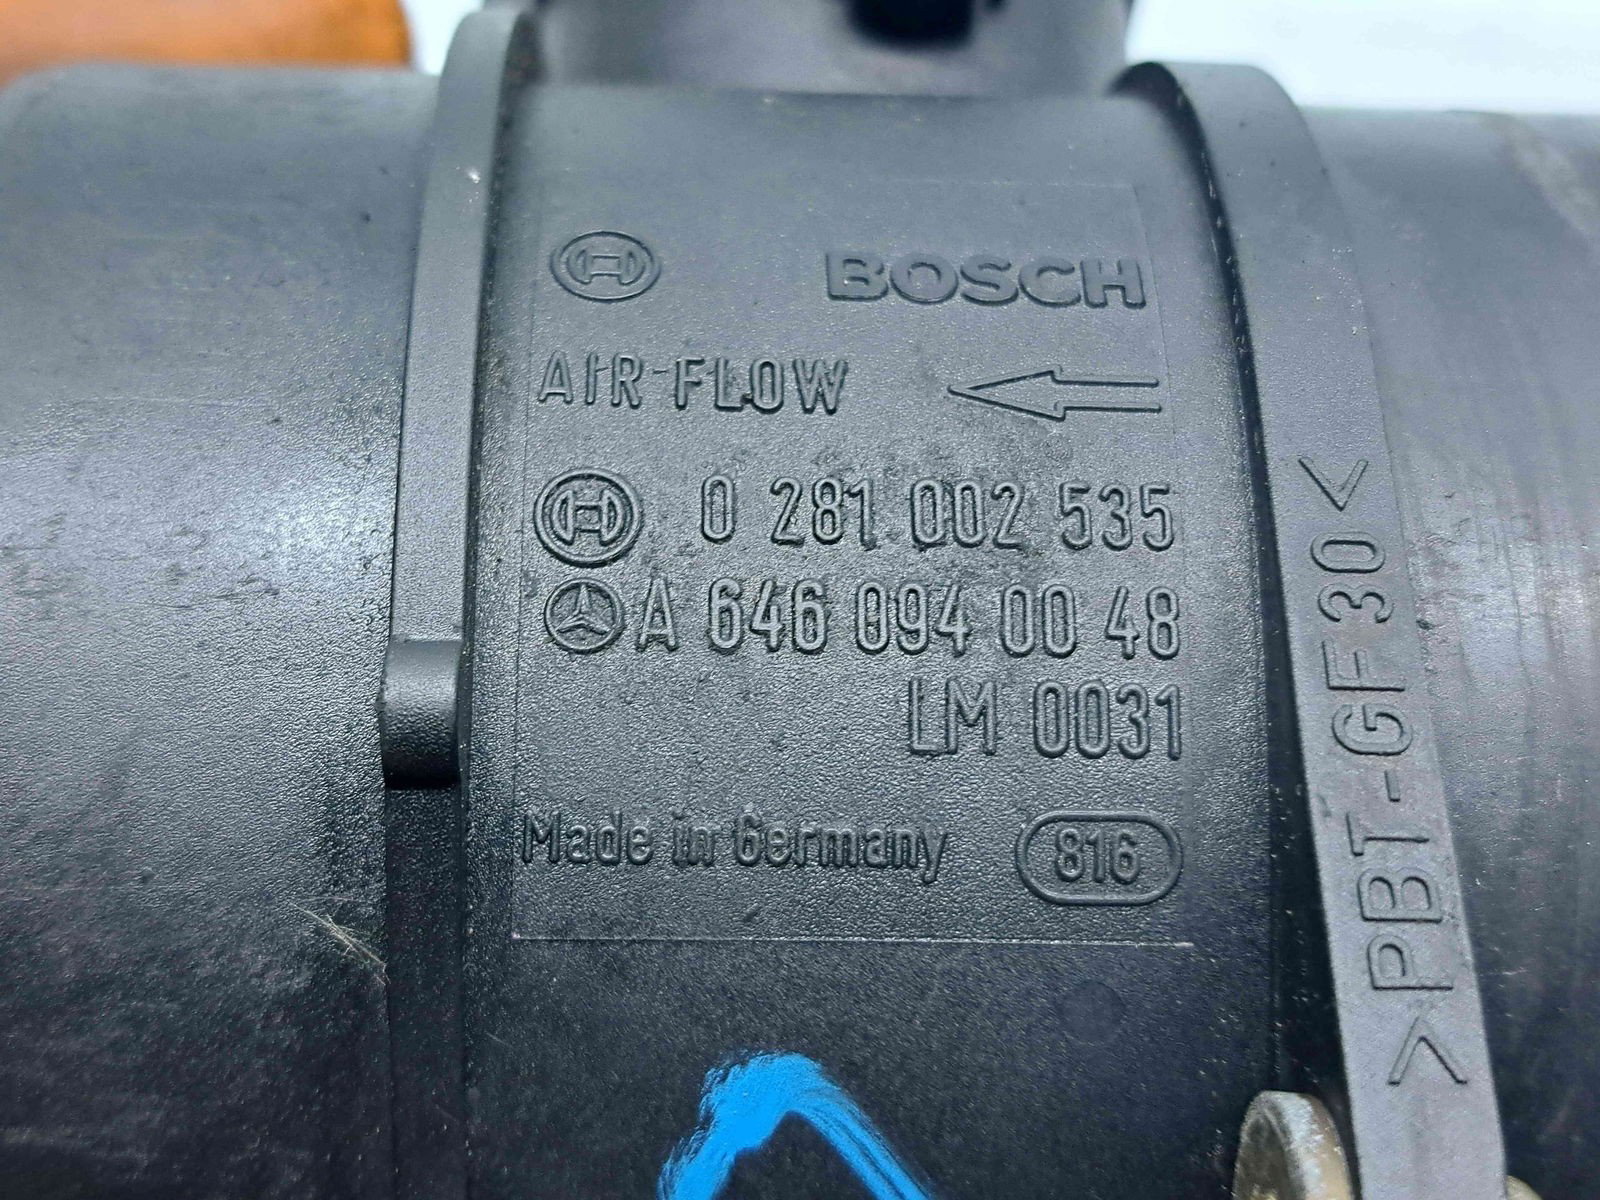 BOSCH
AIR-FLOW
0 281 002 535
A 646 094 00 48
LM 0031
Made in Germany 816
>PBT-GF30<